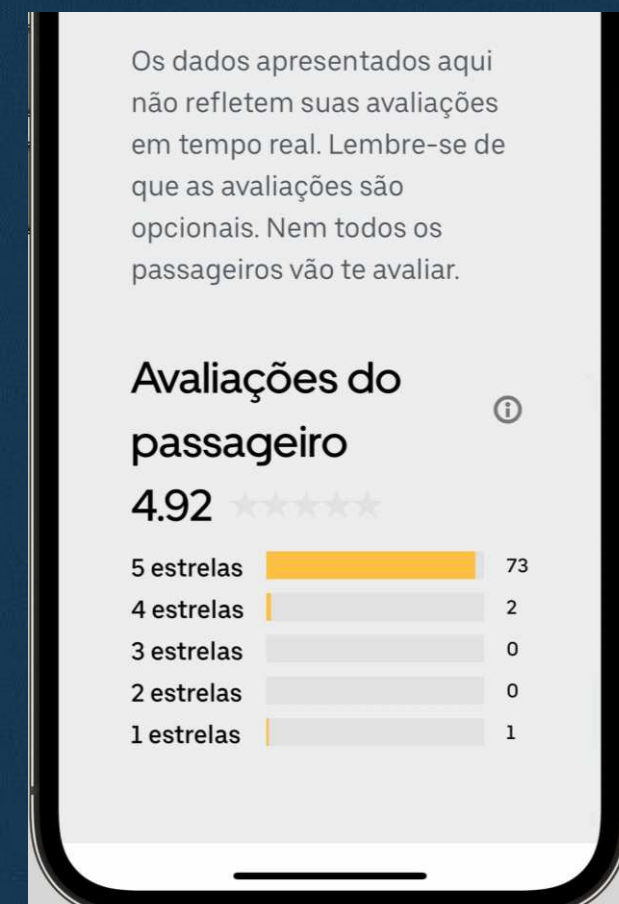 Os dados apresentados aqui
não refletem suas avaliações
em tempo real. Lembre-se de
que as avaliações são
opcionais. Nem todos os
passageiros vão te avaliar.
Avaliações do
passageiro
4.92
5 estrelas 73
4 estrelas 2
3 estrelas 0
2 estrelas 0
1 estrelas 1